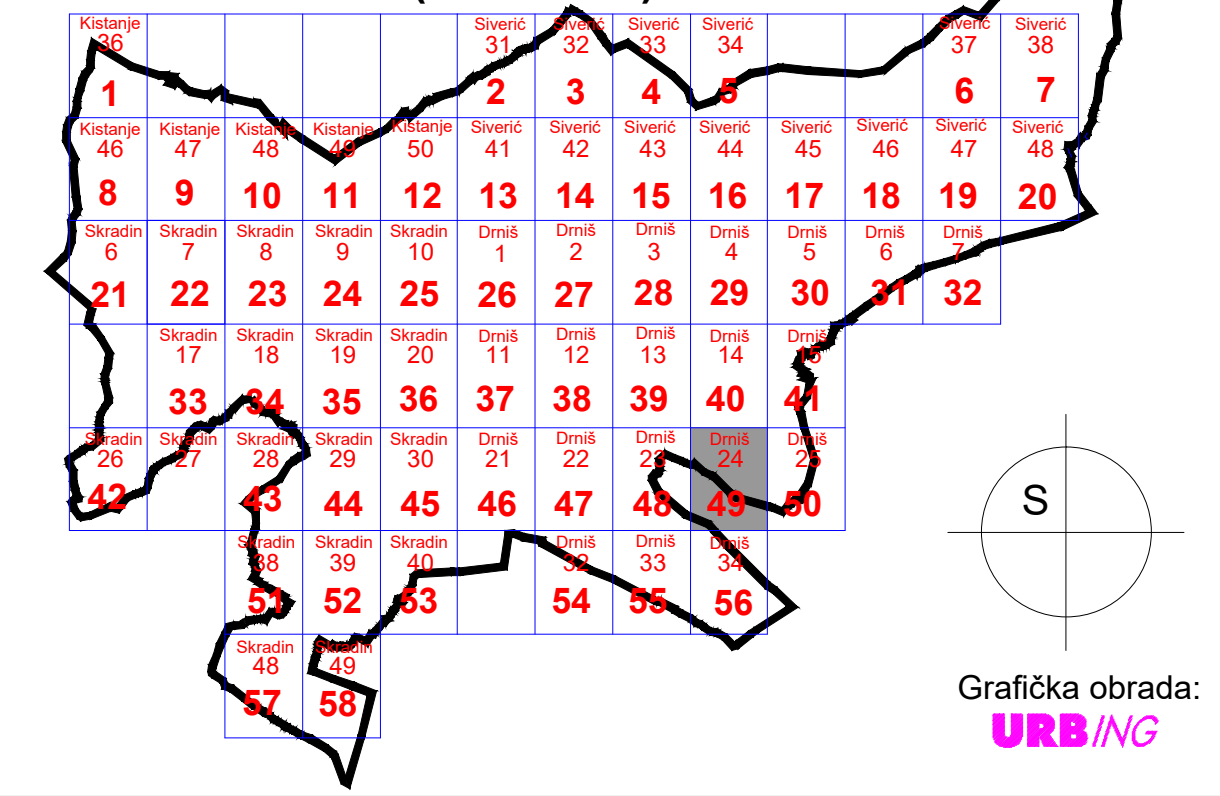 Kistanje Siverić Siverić Siverić Siverić Siverić Siverić
36 31 32 33 34 37 38
1 2 3 4 5 6 7
Kistanje Kistanje Kistanje Kistanje Kistanje Siverić Siverić Siverić Siverić Siverić Siverić Siverić Siverić
46 47 48 49 50 41 42 43 44 45 46 47 48
8 9 10 11 12 13 14 15 16 17 18 19 20
Skradin Skradin Skradin Skradin Skradin Drniš Drniš Drniš Drniš Drniš Drniš Drniš
6 7 8 9 10 1 2 3 4 5 6 7
21 22 23 24 25 26 27 28 29 30 31 32
Skradin Skradin Skradin Skradin Drniš Drniš Drniš Drniš Drniš
17 18 19 20 11 12 13 14 15
33 34 35 36 37 38 39 40 41
Skradin Skradin Skradin Skradin Skradin Drniš Drniš Drniš Drniš Drniš
26 27 28 29 30 21 22 23 24 25
42 43 44 45 46 47 48 49 50
Skradin Skradin Skradin Drniš Drniš Drniš
38 39 40 32 33 34
51 52 53 54 55 56
Skradin Skradin
48 49
57 58
S
Grafička obrada:
URBING